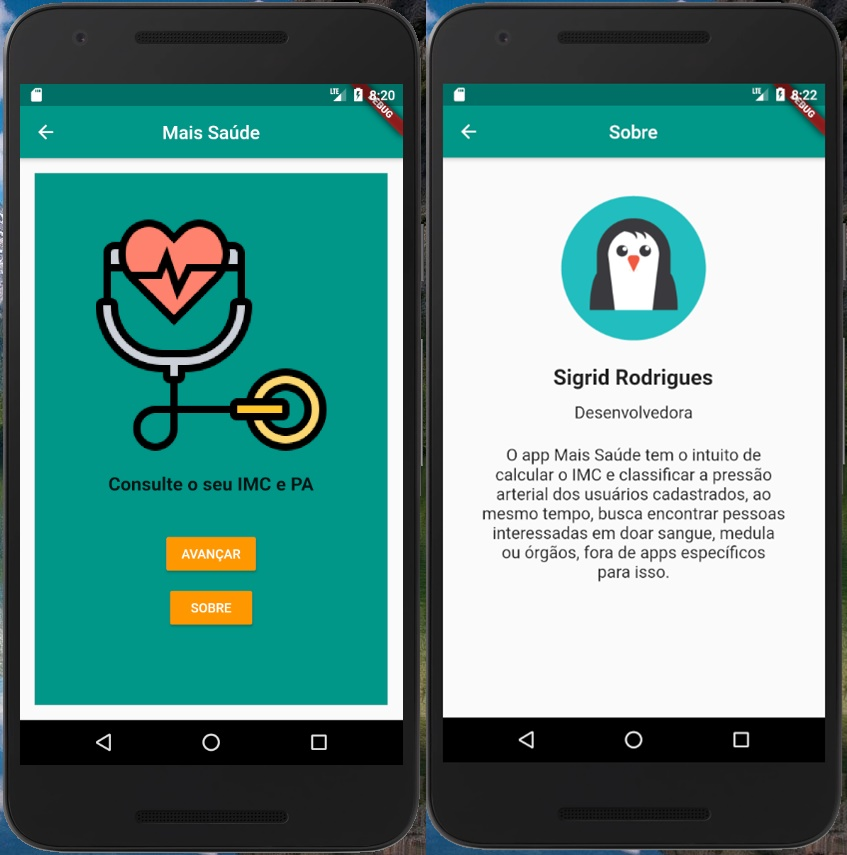 LTE 8:20
DEBUG
Mais Saúde
Consulte o seu IMC e PA
AVANÇAR
SOBRE
LTE 8:22
DEBUG
Sobre
Sigrid Rodrigues
Desenvolvedora
O app Mais Saúde tem o intuito de
calcular o IMC e classificar a pressão
arterial dos usuários cadastrados, ao
mesmo tempo, busca encontrar pessoas
interessadas em doar sangue, medula
ou órgãos, fora de apps específicos
para isso.